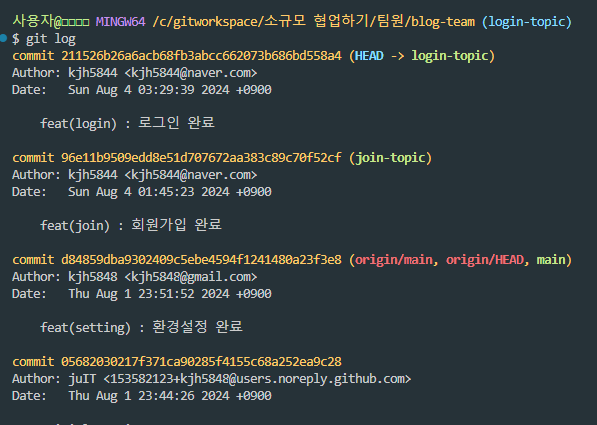 사용자@□□□□ MINGW64 /c/gitworkspace/소규모 협업하기/팀원/blog-team (login-topic)
$ git log
commit 211526b26a6acb68fb3abcc662073b686bd558a4 (HEAD -> login-topic)
Author: kjh5844 <kjh5844@naver.com>
Date:   Sun Aug 4 03:29:39 2024 +0900
feat(login) : 로그인 완료
commit 96e11b9509edd8e51d707672aa383c89c70f52cf (join-topic)
Author: kjh5844 <kjh5844@naver.com>
Date:   Sun Aug 4 01:45:23 2024 +0900
feat(join) : 회원가입 완료
commit d84859dba9302409c5ebe4594f1241480a23f3e8 (origin/main, origin/HEAD, main)
Author: kjh5848 <kjh5848@gmail.com>
Date:   Thu Aug 1 23:51:52 2024 +0900
feat(setting) : 환경설정 완료
commit 05682030217f371ca90285f4155c68a252ea9c28
Author: juIT <153582123+kjh5848@users.noreply.github.com>
Date:   Thu Aug 1 23:44:26 2024 +0900